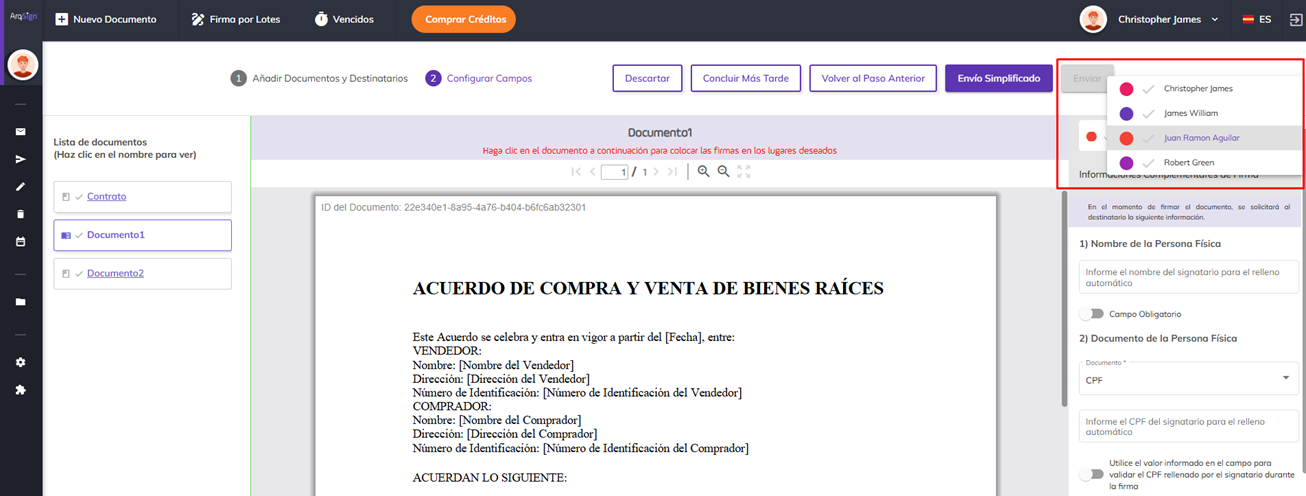 ArqSign
Nuevo Documento
Firma por Lotes
Vencidos
Comprar Créditos
Christopher James
ES
1 Añadir Documentos y Destinatarios
2 Configurar Campos
Descartar
Concluir Más Tarde
Volver al Paso Anterior
Envío Simplificado
Enviar
Christopher James
James William
Juan Ramon Aguilar
Robert Green
Lista de documentos
(Haz clic en el nombre para ver)
Contrato
Documento1
Documento2
Documento1
Haga clic en el documento a continuación para colocar las firmas en los lugares deseados
1 / 1
ID del Documento: 22e340e1-8a95-4a76-b404-b6fc6ab32301
ACUERDO DE COMPRA Y VENTA DE BIENES RAÍCES
Este Acuerdo se celebra y entra en vigor a partir del [Fecha], entre:
VENDEDOR:
Nombre: [Nombre del Vendedor]
Dirección: [Dirección del Vendedor]
Número de Identificación: [Número de Identificación del Vendedor]
COMPRADOR:
Nombre: [Nombre del Comprador]
Dirección: [Dirección del Comprador]
Número de Identificación: [Número de Identificación del Comprador]
ACUERDAN LO SIGUIENTE:
Informaciones Complementares de Firma
En el momento de firmar el documento, se solicitará al
destinatario la siguiente información.
1) Nombre de la Persona Física
Informe el nombre del signatario para el relleno
automático
Campo Obligatorio
2) Documento de la Persona Física
Documento *
CPF
Informe el CPF del signatario para el relleno
automático
Utilice el valor informado en el campo para
validar el CPF rellenado por el signatario durante
la firma